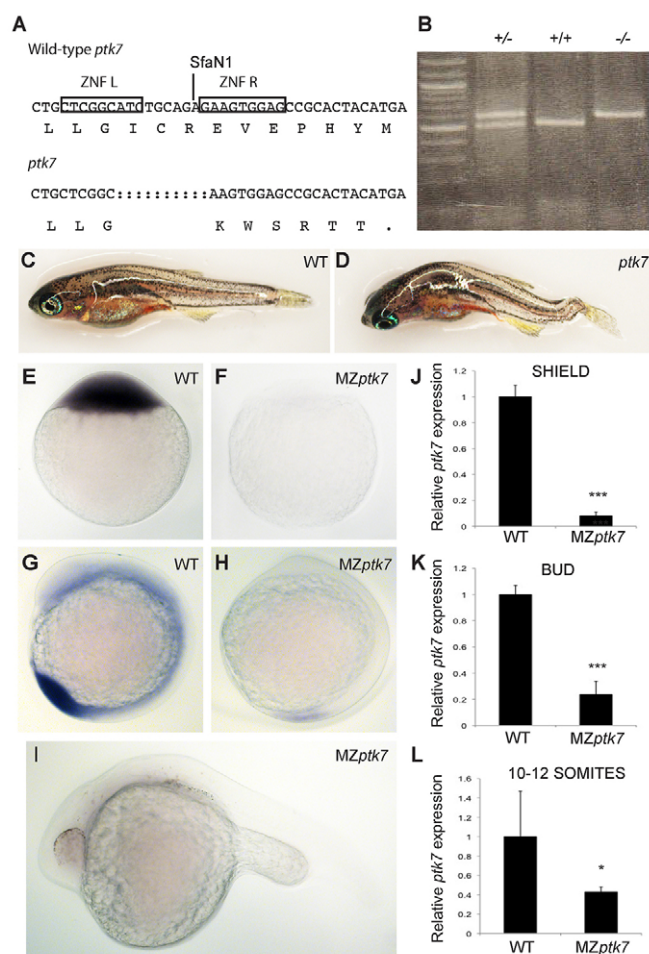 A
Wild-type ptk7
SfaN1
ZNF L ZNF R
CTGCTCGGCATCTGCAGAGAAGTGGAGCCGCACTACATGA
L L G I C R E V E P H Y M
ptk7
CTGCTCGGC::::::::::AAGTGGAGCCGCACTACATGA
L L G K W S R T T .
B
+/- +/+ -/-
C WT
D ptk7
E WT
F MZptk7
G WT
H MZptk7
I MZptk7
J SHIELD
Relative ptk7 expression
1.2
1
0.8
0.6
0.4
0.2
0
***
WT MZptk7
K BUD
Relative ptk7 expression
1.2
1
0.8
0.6
0.4
0.2
0
***
WT MZptk7
L 10-12 SOMITES
Relative ptk7 expression
1.6
1.4
1.2
1
0.8
0.6
0.4
0.2
0
*
WT MZptk7